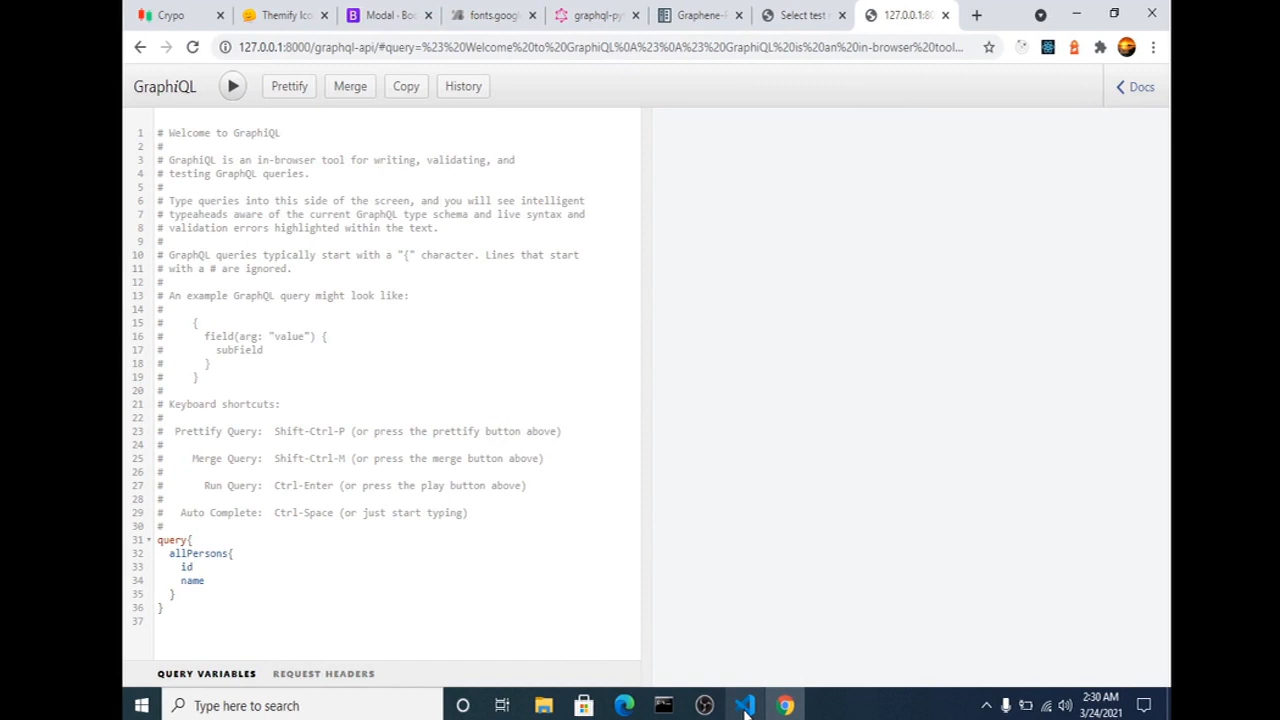 Crypo
Themify Ico
Modal - Boo
fonts.goog
graphql-py
Graphene-P
Select test r
127.0.0.1:80
127.0.0.1:8000/graphql-api/#query=%23%20Welcome%20to%20GraphiQL%0A%23%0A%23%20GraphiQL%20is%20an%20in-browser%20tool...
GraphiQL
Prettify
Merge
Copy
History
Docs
1 # Welcome to GraphiQL
2 #
3 # GraphiQL is an in-browser tool for writing, validating, and
4 # testing GraphQL queries.
5 #
6 # Type queries into this side of the screen, and you will see intelligent
7 # typeaheads aware of the current GraphQL type schema and live syntax and
8 # validation errors highlighted within the text.
9 #
10 # GraphQL queries typically start with a "{" character. Lines that start
11 # with a # are ignored.
12 #
13 # An example GraphQL query might look like:
14 #
15 # {
16 # field(arg: "value") {
17 # subField
18 # }
19 # }
20 #
21 # Keyboard shortcuts:
22 #
23 # Prettify Query: Shift-Ctrl-P (or press the prettify button above)
24 #
25 # Merge Query: Shift-Ctrl-M (or press the merge button above)
26 #
27 # Run Query: Ctrl-Enter (or press the play button above)
28 #
29 # Auto Complete: Ctrl-Space (or just start typing)
30 #
31 query{
32 allPersons{
33 id
34 name
35 }
36 }
37
QUERY VARIABLES
REQUEST HEADERS
Type here to search
2:30 AM
3/24/2021